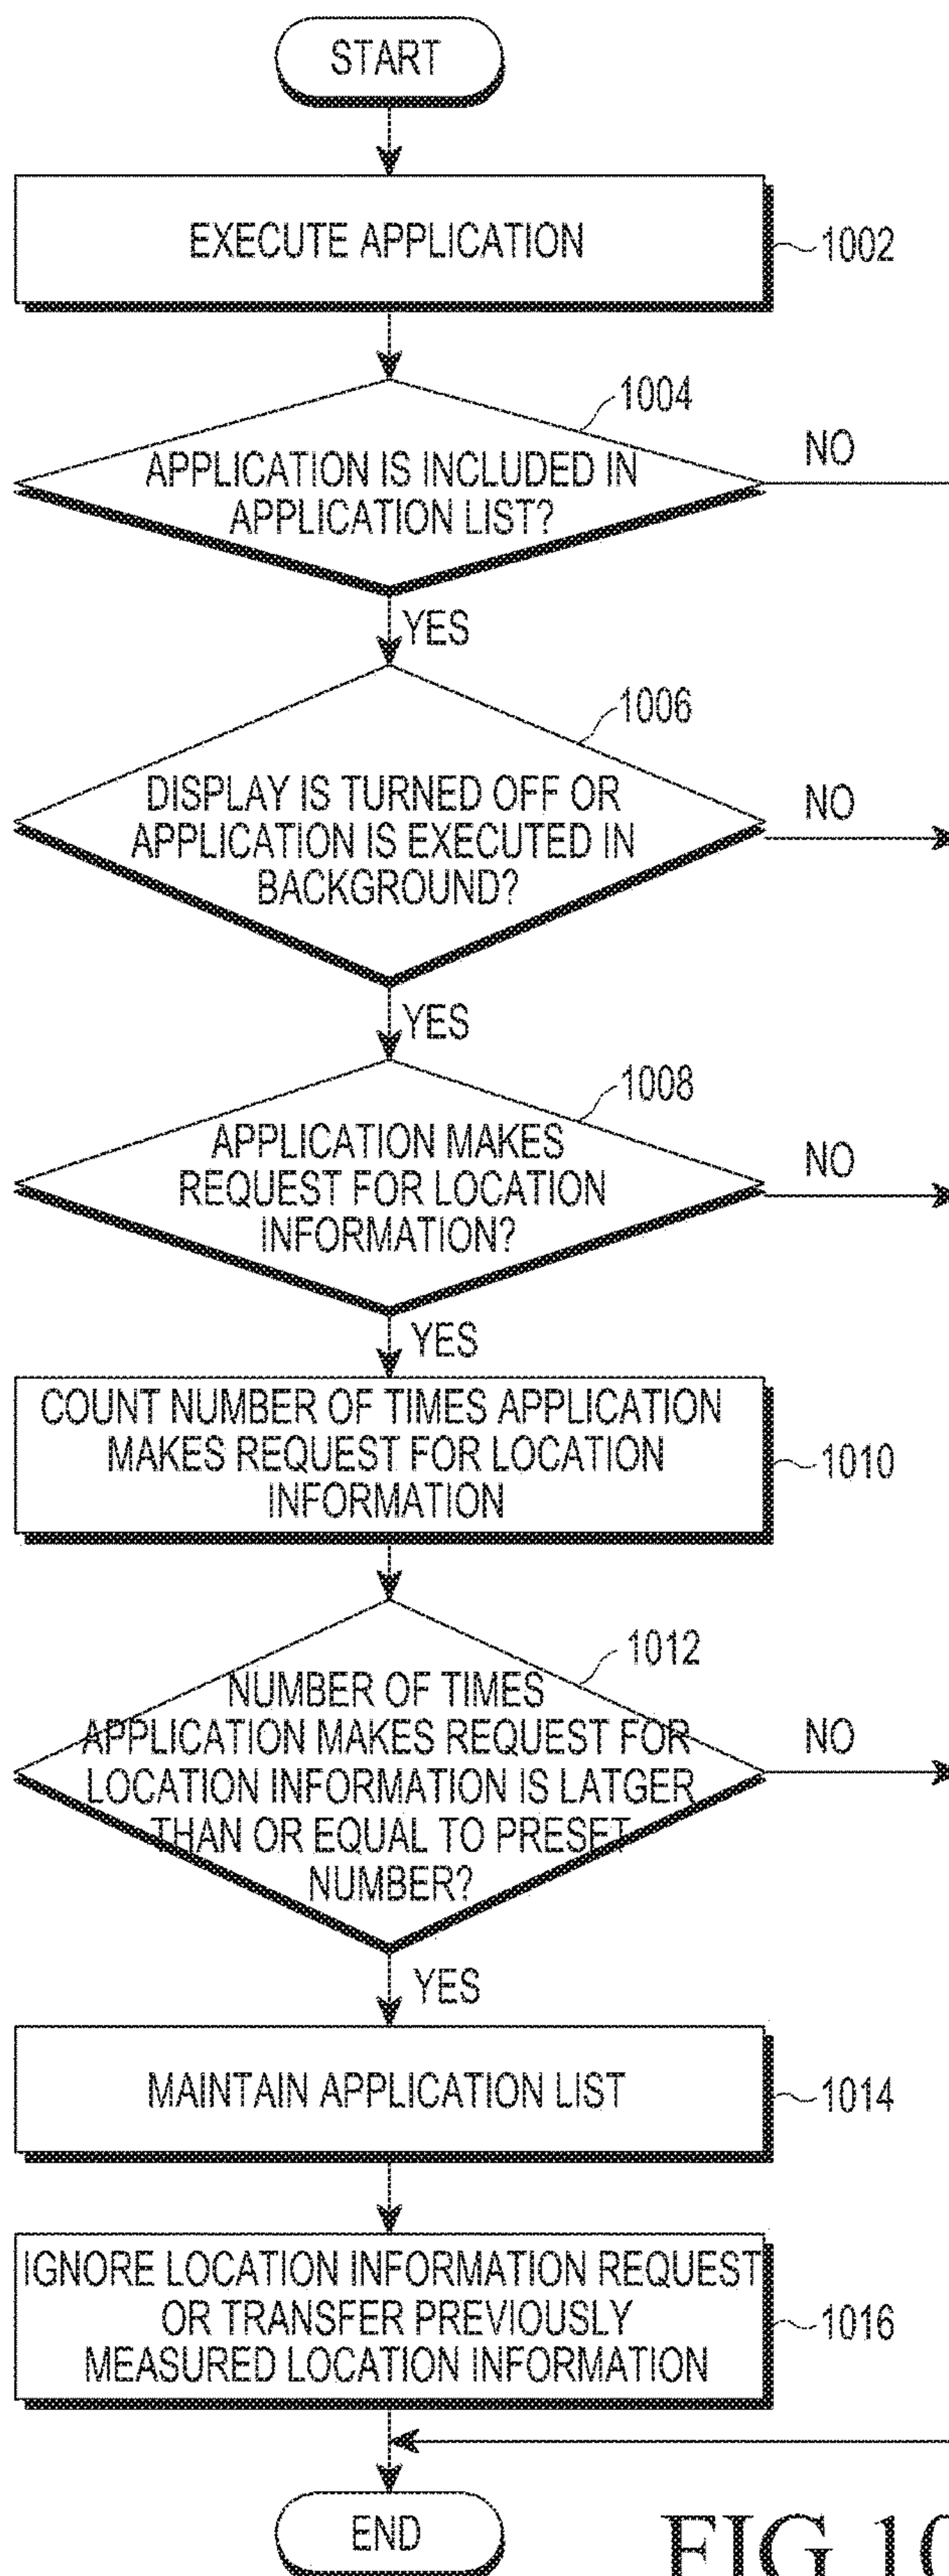 START
EXECUTE APPLICATION
1002
1004
APPLICATION IS INCLUDED IN
APPLICATION LIST?
NO
YES
1006
DISPLAY IS TURNED OFF OR
APPLICATION IS EXECUTED IN
BACKGROUND?
NO
YES
1008
APPLICATION MAKES
REQUEST FOR LOCATION
INFORMATION?
NO
YES
COUNT NUMBER OF TIMES APPLICATION
MAKES REQUEST FOR LOCATION
INFORMATION
1010
1012
NUMBER OF TIMES
APPLICATION MAKES REQUEST FOR
LOCATION INFORMATION IS LATGER
THAN OR EQUAL TO PRESET
NUMBER?
NO
YES
MAINTAIN APPLICATION LIST
1014
IGNORE LOCATION INFORMATION REQUEST
OR TRANSFER PREVIOUSLY
MEASURED LOCATION INFORMATION
1016
END
FIG.10